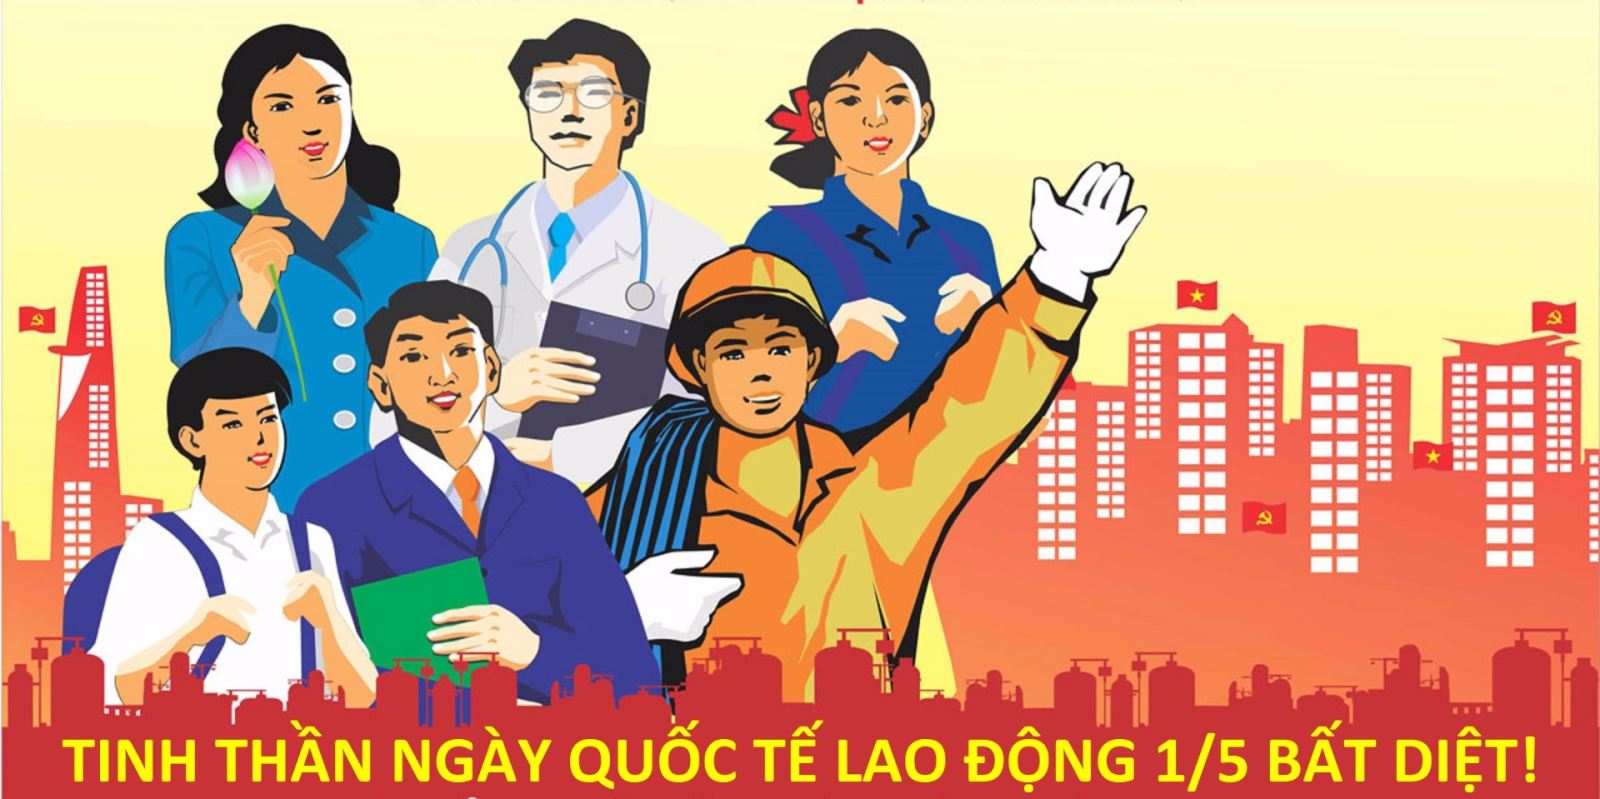 TINH THẦN NGÀY QUỐC TẾ LAO ĐỘNG 1/5 BẤT DIỆT!